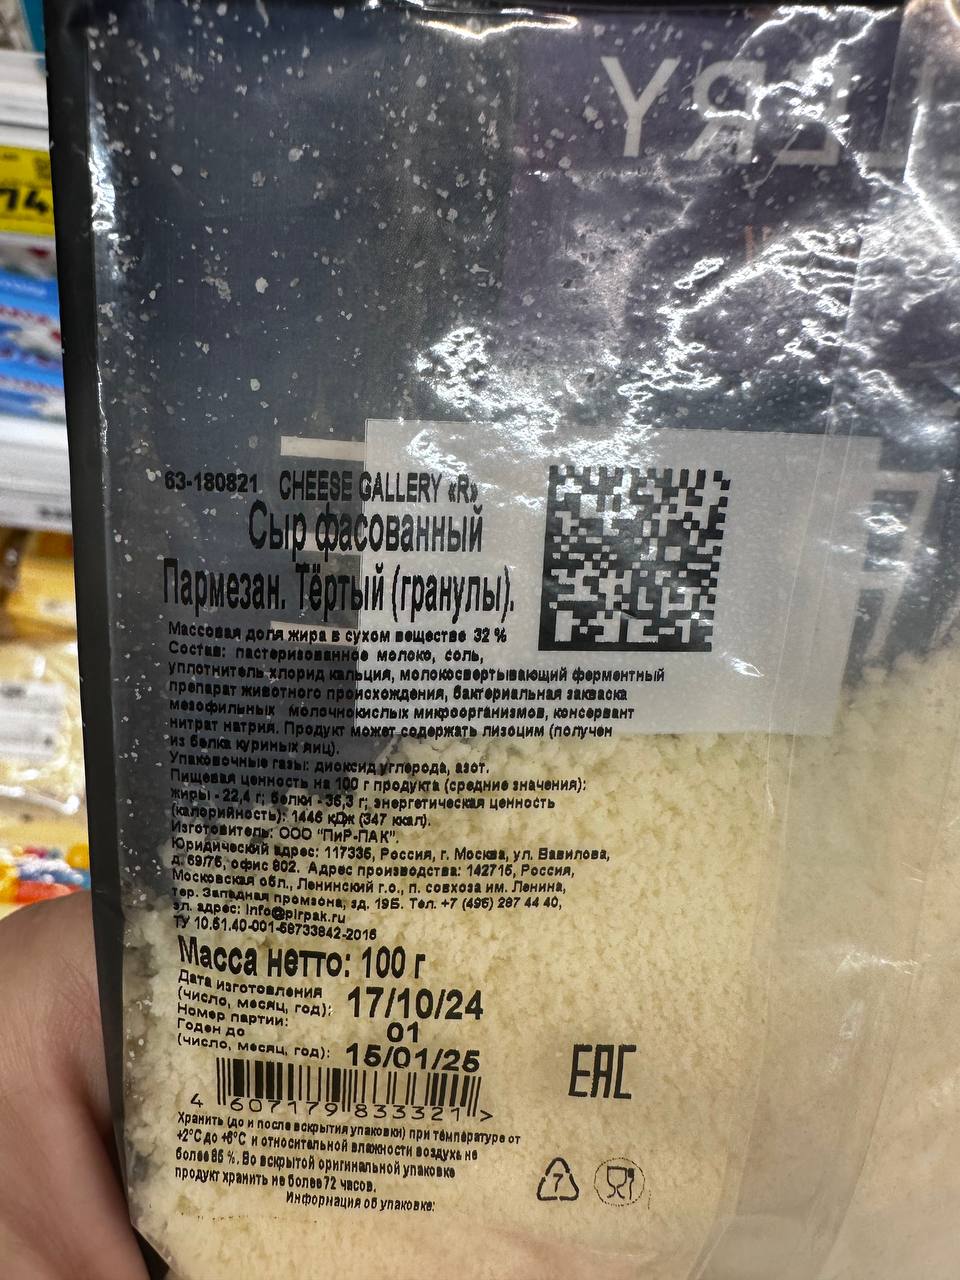 63-180821 CHEESE GALLERY «R»
Сыр фасованный
Пармезан. Тёртый (гранулы).
Массовая доля жира в сухом веществе 32 %
Состав: пастеризованное молоко, соль,
уплотнитель хлорид кальция, молокосвертывающий ферментный
препарат животного происхождения, бактериальная закваска
мезофильных молочнокислых микроорганизмов, консервант
нитрат натрия. Продукт может содержать лизоцим (получен
из белка куриных яиц).
Упаковочные газы: диоксид углерода, азот.
Пищевая ценность на 100 г продукта (средние значения):
жиры - 22,4 г; белки - 36,3 г; энергетическая ценность
(калорийность): 1446 кДж (347 ккал).
Изготовитель: ООО "ПиР-ПАК".
Юридический адрес: 117335, Россия, г. Москва, ул. Вавилова,
д. 69/75, офис 802. Адрес производства: 142715, Россия,
Московская обл., Ленинский г.о., п. совхоза им. Ленина,
тер. Западная промзона, зд. 19Б. Тел. +7 (495) 287 44 40,
эл. адрес: info@pirpak.ru
ТУ 10.51.40-001-58733842-2016
Масса нетто: 100 г
Дата изготовления
(число, месяц, год): 17/10/24
Номер партии: 01
Годен до
(число, месяц, год): 15/01/25
EAC
4 607179 833321 >
Хранить (до и после вскрытия упаковки) при температуре от
+2°С до +6°С и относительной влажности воздуха не
более 85 %. Во вскрытой оригинальной упаковке
продукт хранить не более 72 часов.
7
Информация об упаковке: